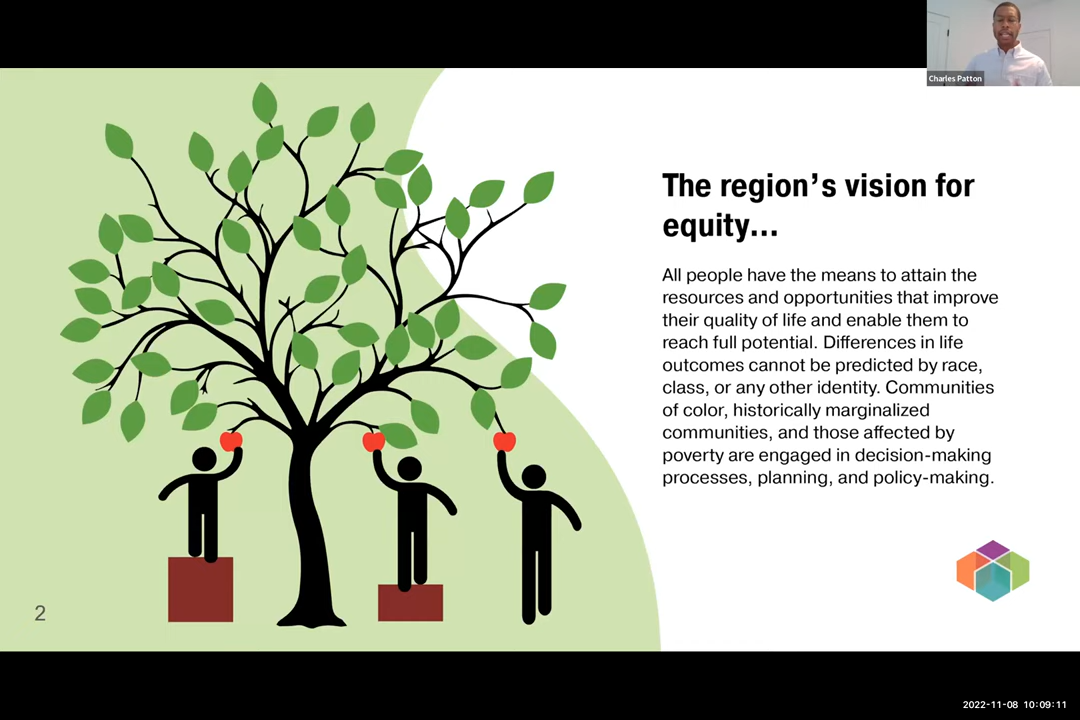 Charles Patton
The region's vision for
equity...
All people have the means to attain the
resources and opportunities that improve
their quality of life and enable them to
reach full potential. Differences in life
outcomes cannot be predicted by race,
class, or any other identity. Communities
of color, historically marginalized
communities, and those affected by
poverty are engaged in decision-making
processes, planning, and policy-making.
2
2022-11-08 10:09:11